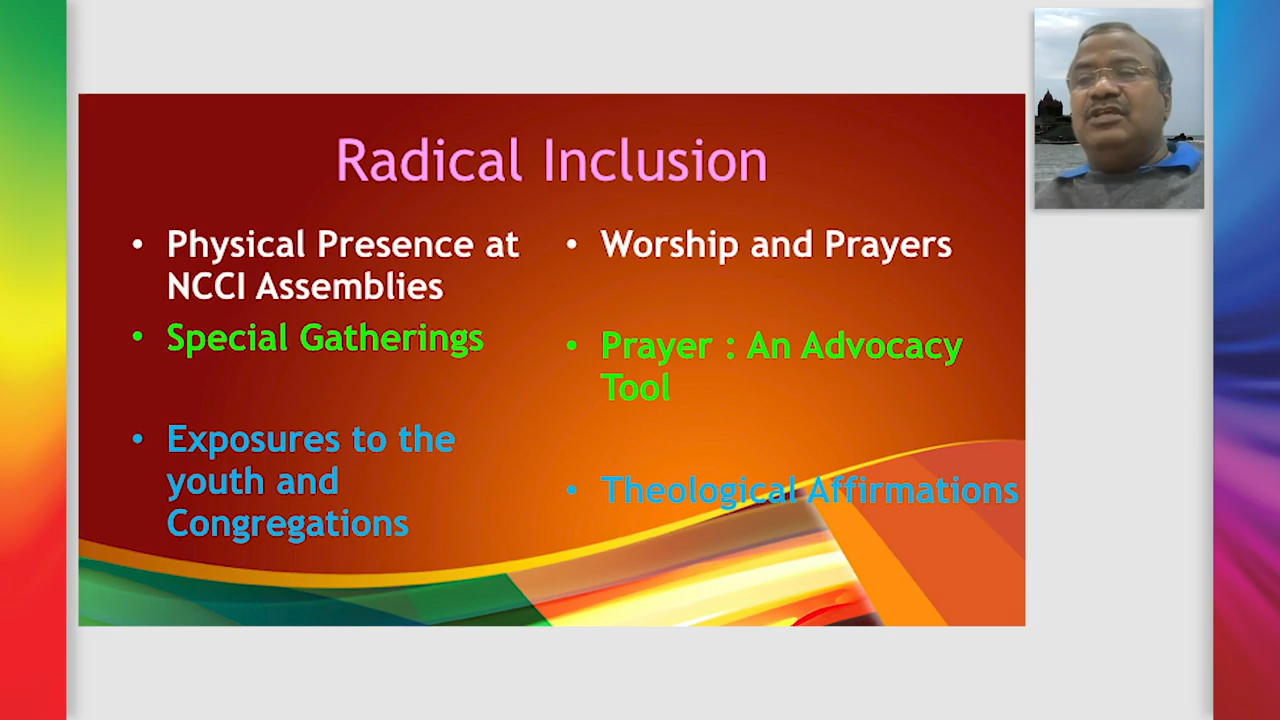 Radical Inclusion
• Physical Presence at
NCCI Assemblies
• Special Gatherings
• Exposures to the
youth and
Congregations
• Worship and Prayers
• Prayer : An Advocacy
Tool
• Theological Affirmations